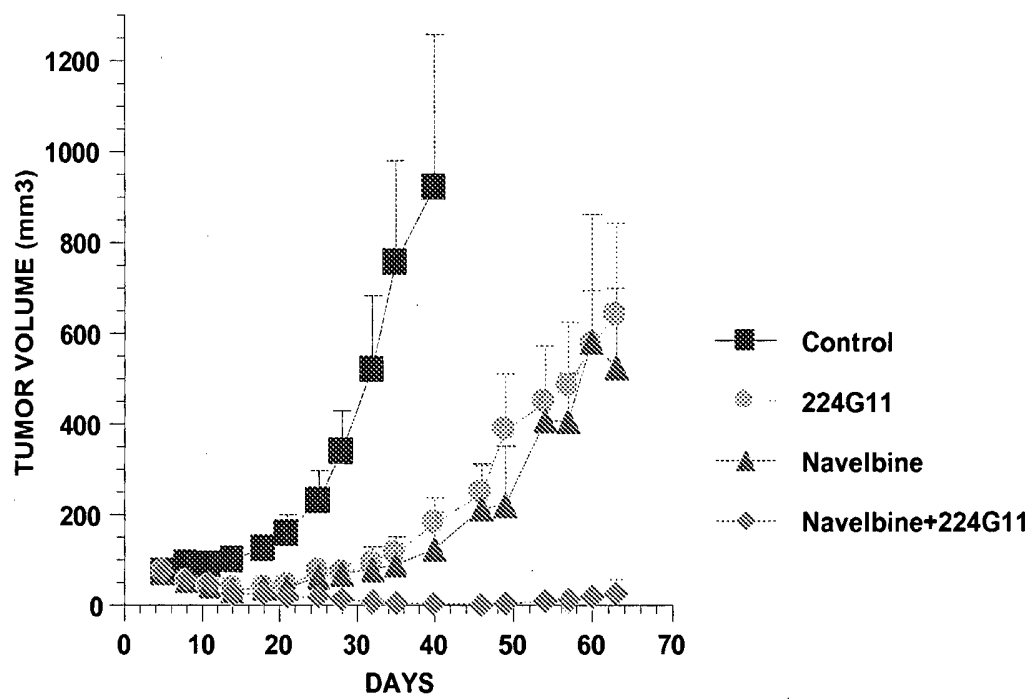 1200
1000
800
600
400
200
0
TUMOR VOLUME (mm3)
0 10 20 30 40 50 60 70
DAYS
Control
224G11
Navelbine
Navelbine+224G11